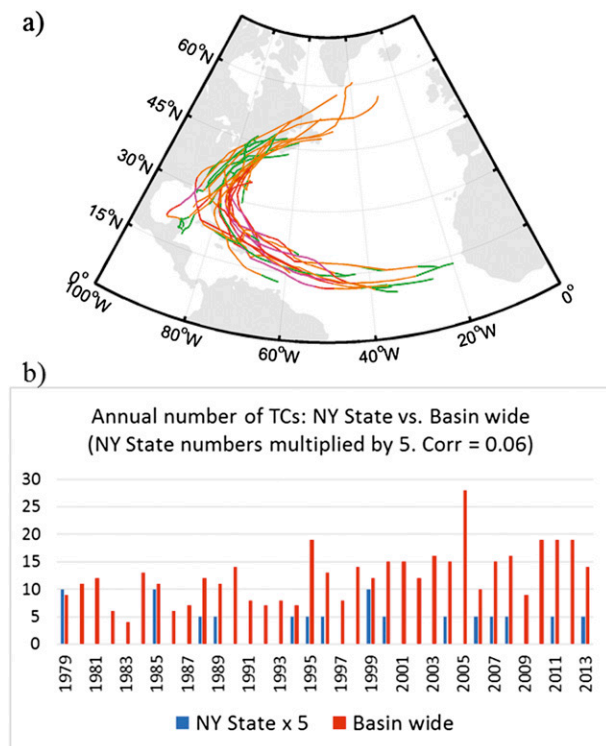 a)
60°N
45°N
30°N
15°N
0°
100°W
80°W
60°W
40°W
20°W
0°
b)
Annual number of TCs: NY State vs. Basin wide
(NY State numbers multiplied by 5. Corr = 0.06)
30
25
20
15
10
5
0
1979 1981 1983 1985 1987 1989 1991 1993 1995 1997 1999 2001 2003 2005 2007 2009 2011 2013
NY State x 5 Basin wide